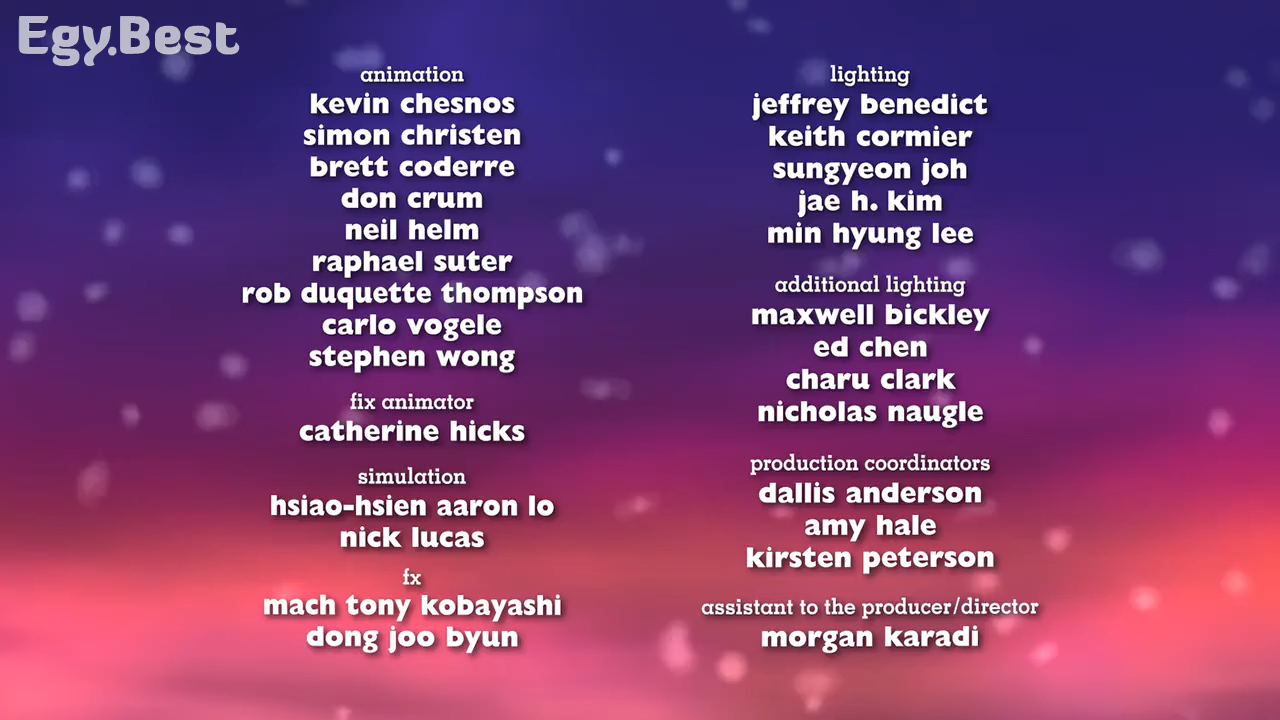 Egy.Best
animation
kevin chesnos
simon christen
brett coderre
don crum
neil helm
raphael suter
rob duquette thompson
carlo vogele
stephen wong
fix animator
catherine hicks
simulation
hsiao-hsien aaron lo
nick lucas
fx
mach tony kobayashi
dong joo byun
lighting
jeffrey benedict
keith cormier
sungyeon joh
jae h. kim
min hyung lee
additional lighting
maxwell bickley
ed chen
charu clark
nicholas naugle
production coordinators
dallis anderson
amy hale
kirsten peterson
assistant to the producer/director
morgan karadi